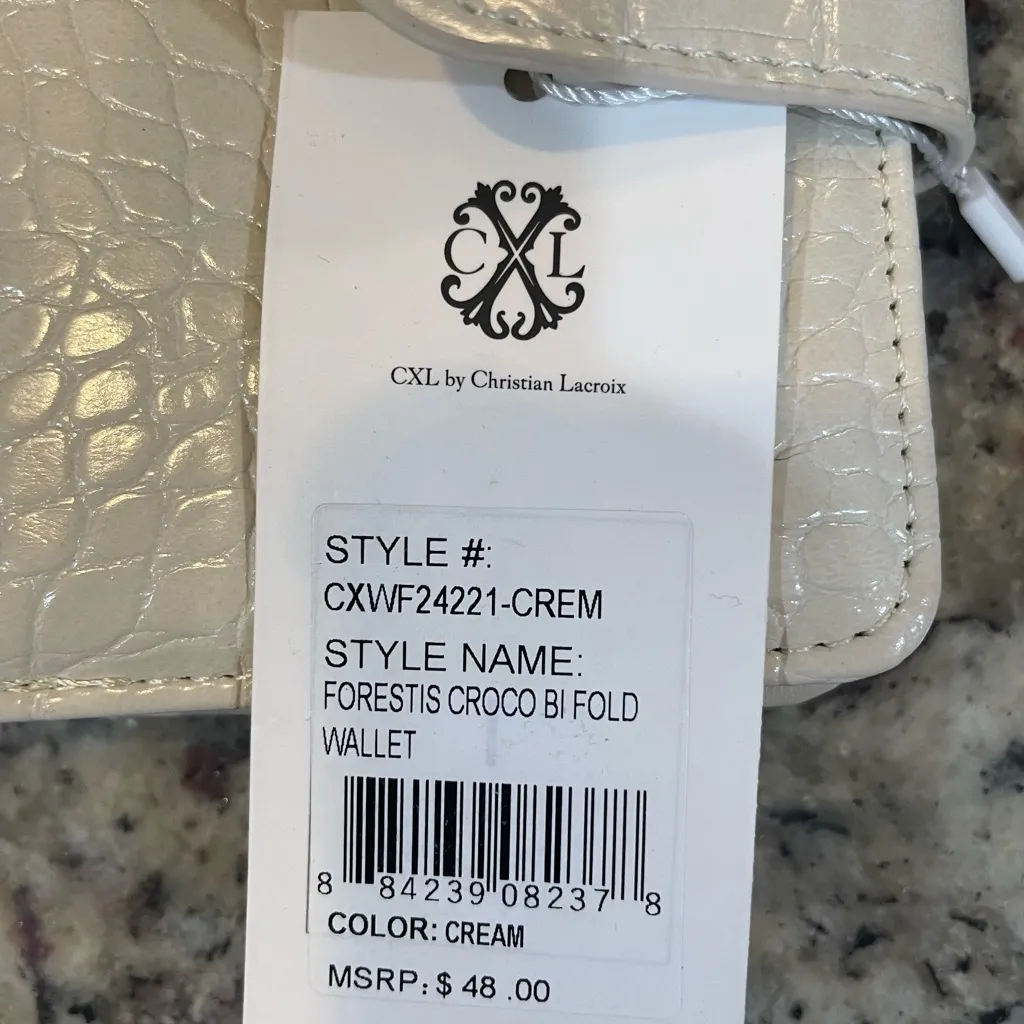 CXL
CXL by Christian Lacroix
STYLE #:
CXWF24221-CREM
STYLE NAME:
FORESTIS CROCO BI FOLD
WALLET
8 84239 08237 8
COLOR: CREAM
MSRP: $ 48 .00